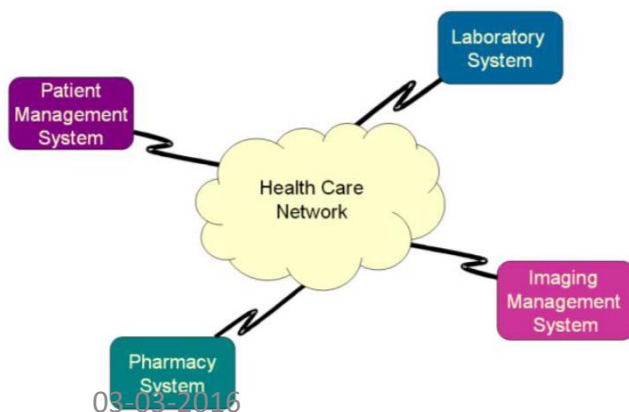 Laboratory
System
Patient
Management
System
Health Care
Network
Imaging
Management
System
Pharmacy
System
03-03-2016